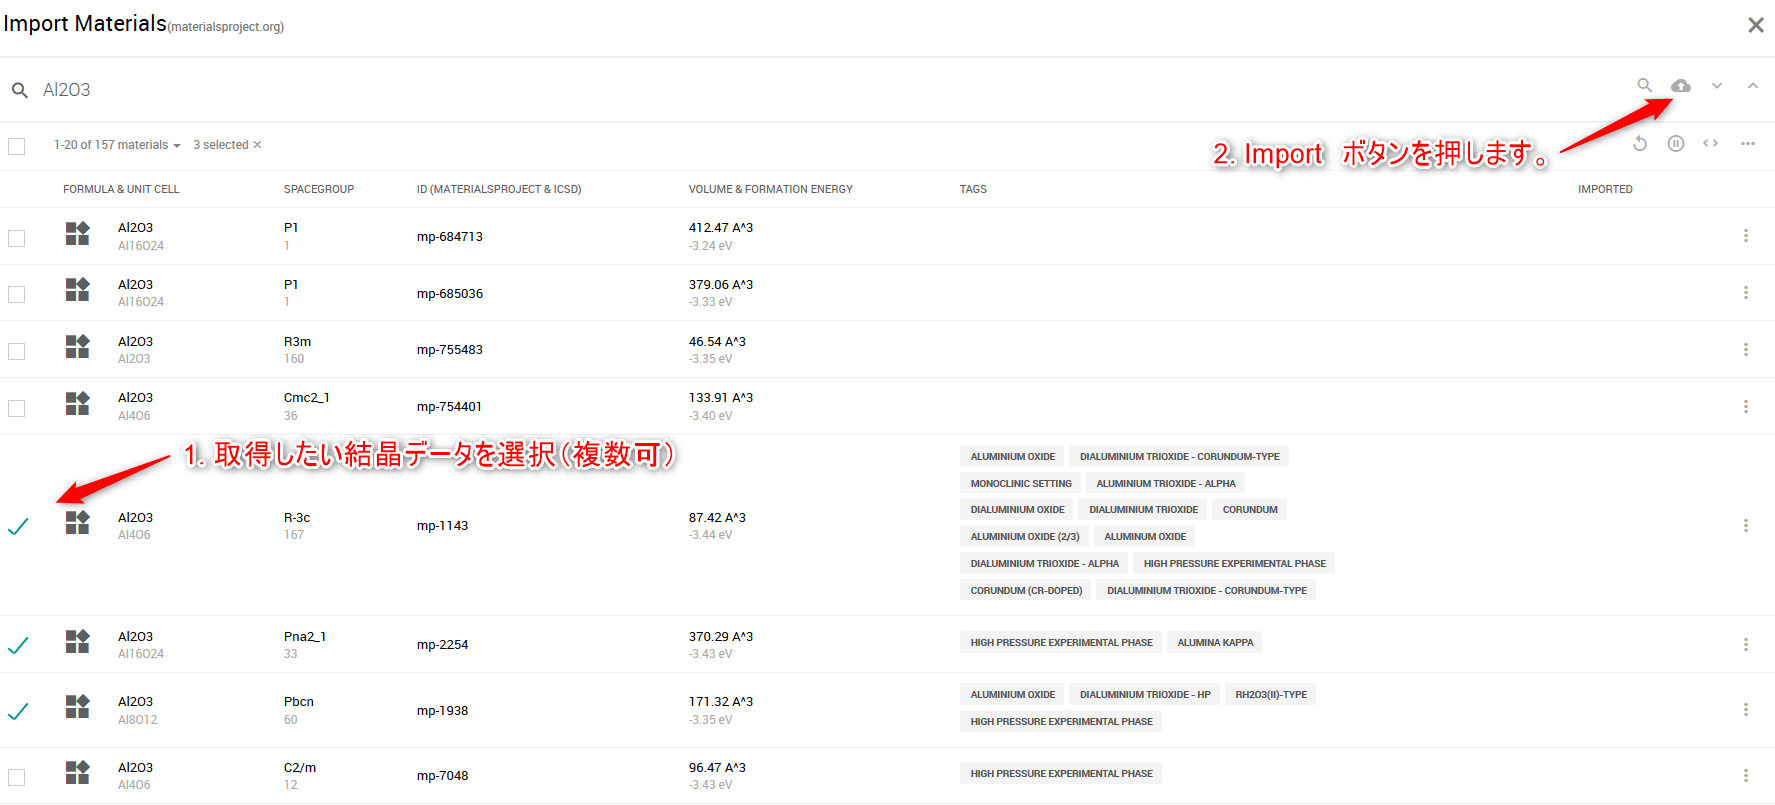 Import Materials(materialsproject.org)
Al2O3
1-20 of 157 materials 3 selected ×
2. Import ボタンを押します。
FORMULA & UNIT CELL SPACEGROUP ID (MATERIALSPROJECT & ICSD) VOLUME & FORMATION ENERGY TAGS IMPORTED
Al2O3 P1 mp-684713 412.47 A^3
Al16O24 1 -3.24 eV
Al2O3 P1 mp-685036 379.06 A^3
Al16O24 1 -3.33 eV
Al2O3 R3m mp-755483 46.54 A^3
Al2O3 160 -3.35 eV
Al2O3 Cmc2_1 mp-754401 133.91 A^3
Al4O6 36 -3.40 eV
1. 取得したい結晶データを選択(複数可)
Al2O3 R-3c mp-1143 87.42 A^3
Al4O6 167 -3.44 eV
ALUMINIUM OXIDE DIALUMINIUM TRIOXIDE - CORUNDUM-TYPE
MONOCLINIC SETTING ALUMINIUM TRIOXIDE - ALPHA
DIALUMINIUM OXIDE DIALUMINIUM TRIOXIDE CORUNDUM
ALUMINIUM OXIDE (2/3) ALUMINUM OXIDE
DIALUMINIUM TRIOXIDE - ALPHA HIGH PRESSURE EXPERIMENTAL PHASE
CORUNDUM (CR-DOPED) DIALUMINIUM TRIOXIDE - CORUNDUM-TYPE
Al2O3 Pna2_1 mp-2254 370.29 A^3
Al16O24 33 -3.43 eV
HIGH PRESSURE EXPERIMENTAL PHASE ALUMINA KAPPA
Al2O3 Pbcn mp-1938 171.32 A^3
Al8O12 60 -3.35 eV
ALUMINIUM OXIDE DIALUMINIUM TRIOXIDE - HP RH2O3(II)-TYPE
HIGH PRESSURE EXPERIMENTAL PHASE
Al2O3 C2/m mp-7048 96.47 A^3
Al4O6 12 -3.43 eV
HIGH PRESSURE EXPERIMENTAL PHASE